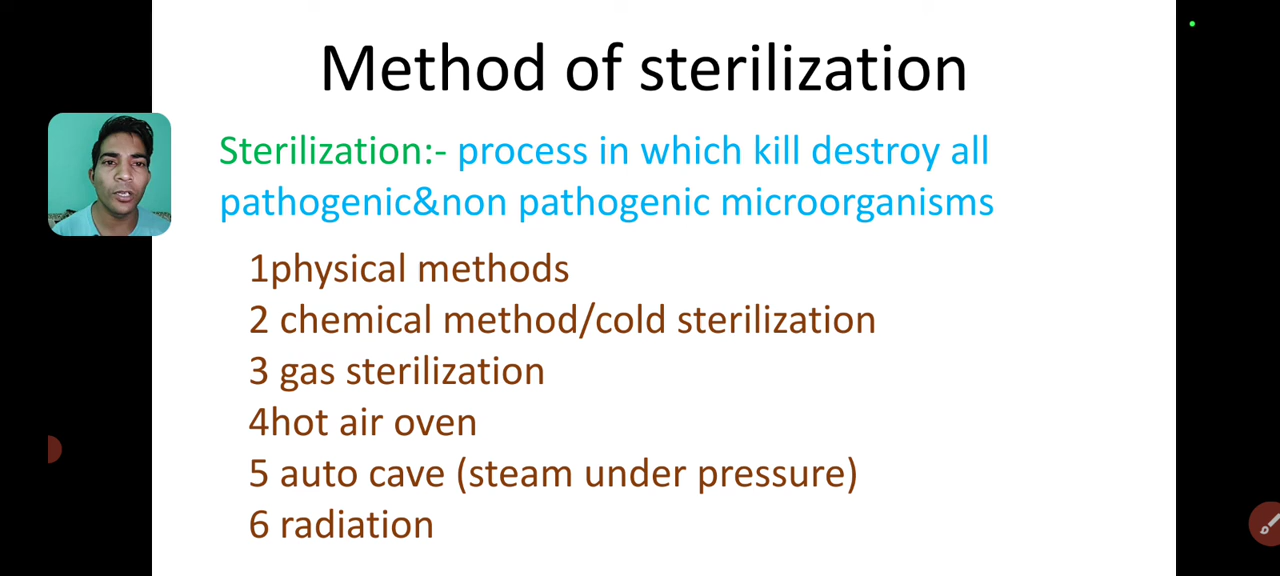 Method of sterilization
Sterilization:- process in which kill destroy all
pathogenic&non pathogenic microorganisms
1physical methods
2 chemical method/cold sterilization
3 gas sterilization
4hot air oven
5 auto cave (steam under pressure)
6 radiation